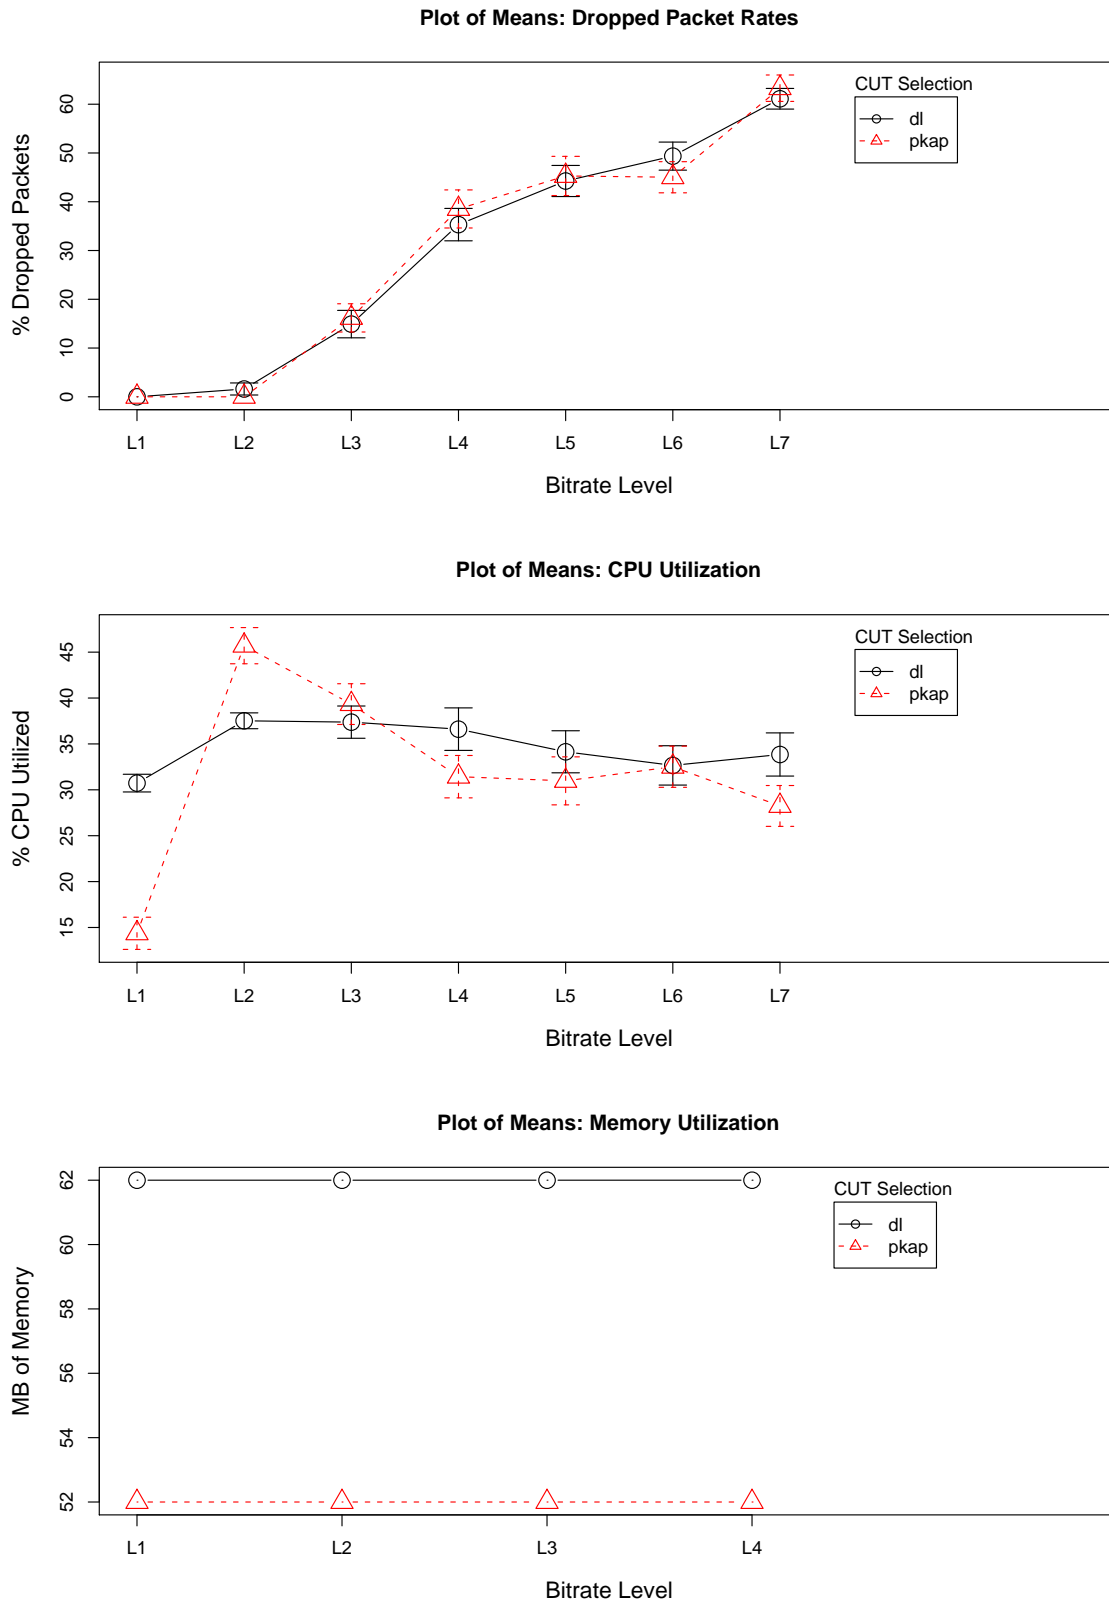 Plot of Means: Dropped Packet Rates
% Dropped Packets
60
50
40
30
20
10
0
CUT Selection
dl
pkap
L1 L2 L3 L4 L5 L6 L7
Bitrate Level
Plot of Means: CPU Utilization
% CPU Utilized
45
40
35
30
25
20
15
CUT Selection
dl
pkap
L1 L2 L3 L4 L5 L6 L7
Bitrate Level
Plot of Means: Memory Utilization
MB of Memory
62
60
58
56
54
52
CUT Selection
dl
pkap
L1 L2 L3 L4
Bitrate Level